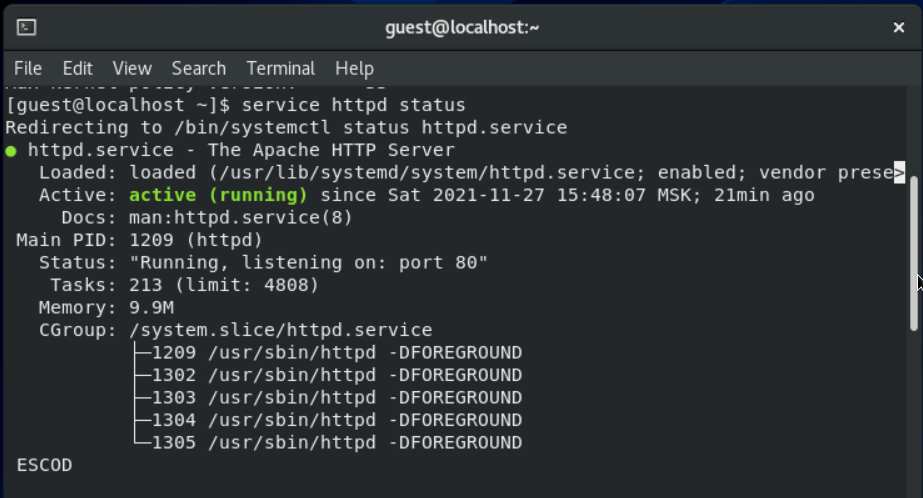 guest@localhost:~
File Edit View Search Terminal Help
[guest@localhost ~]$ service httpd status
Redirecting to /bin/systemctl status httpd.service
● httpd.service - The Apache HTTP Server
Loaded: loaded (/usr/lib/systemd/system/httpd.service; enabled; vendor prese>
Active: active (running) since Sat 2021-11-27 15:48:07 MSK; 21min ago
Docs: man:httpd.service(8)
Main PID: 1209 (httpd)
Status: "Running, listening on: port 80"
Tasks: 213 (limit: 4808)
Memory: 9.9M
CGroup: /system.slice/httpd.service
├─1209 /usr/sbin/httpd -DFOREGROUND
├─1302 /usr/sbin/httpd -DFOREGROUND
├─1303 /usr/sbin/httpd -DFOREGROUND
├─1304 /usr/sbin/httpd -DFOREGROUND
└─1305 /usr/sbin/httpd -DFOREGROUND
ESCOD